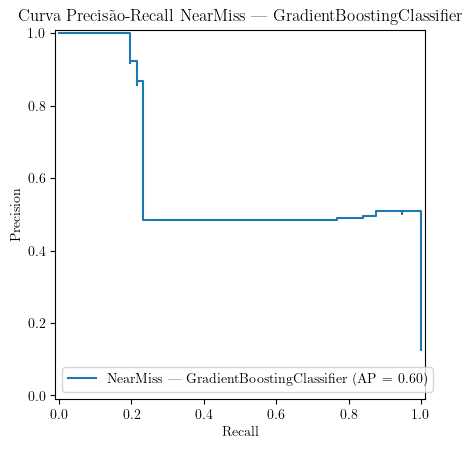 Curva Precisão-Recall NearMiss — GradientBoostingClassifier
1.0
0.8
0.6
0.4
0.2
0.0
Precision
NearMiss — GradientBoostingClassifier (AP = 0.60)
0.0 0.2 0.4 0.6 0.8 1.0
Recall